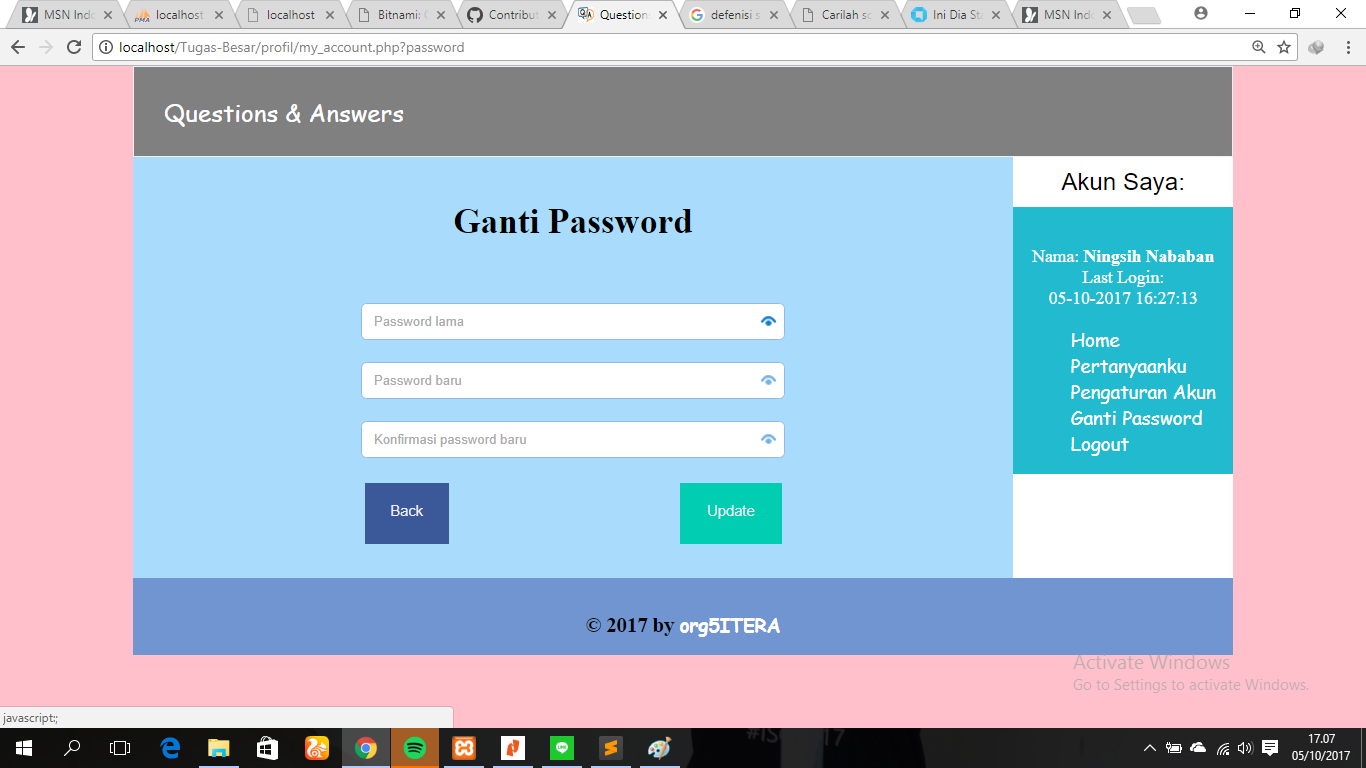 MSN Indo
localhost
localhost
Bitnami: 
Contribut
Question
defenisi s
Carilah so
Ini Dia Sta
MSN Indo
localhost/Tugas-Besar/profil/my_account.php?password
Questions & Answers
Akun Saya:
Ganti Password
Nama: Ningsih Nababan
Last Login:
05-10-2017 16:27:13
Password lama
Password baru
Konfirmasi password baru
Home
Pertanyaanku
Pengaturan Akun
Ganti Password
Logout
Back
Update
© 2017 by org5ITERA
Activate Windows
Go to Settings to activate Windows.
javascript:;
17.07
05/10/2017